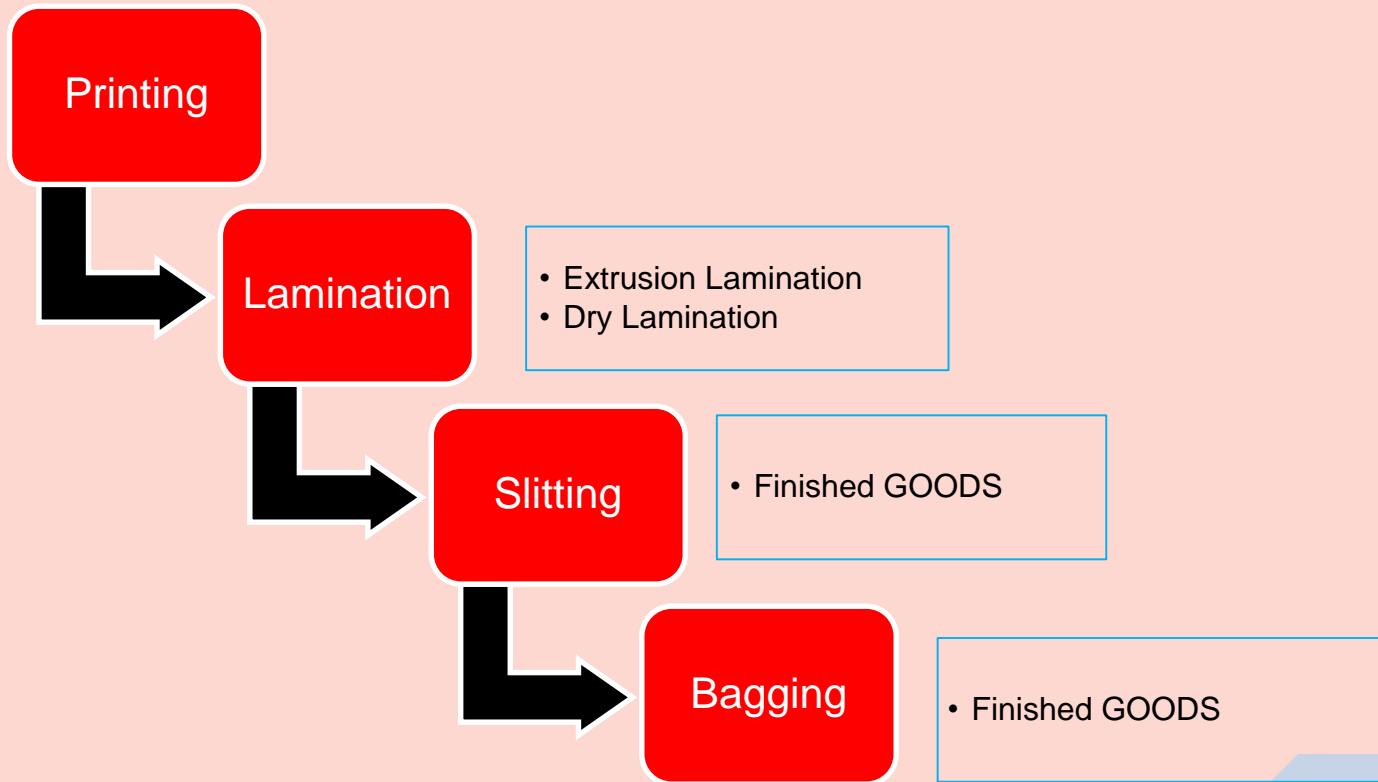 Printing
Lamination
• Extrusion Lamination
• Dry Lamination
Slitting
• Finished GOODS
Bagging
• Finished GOODS